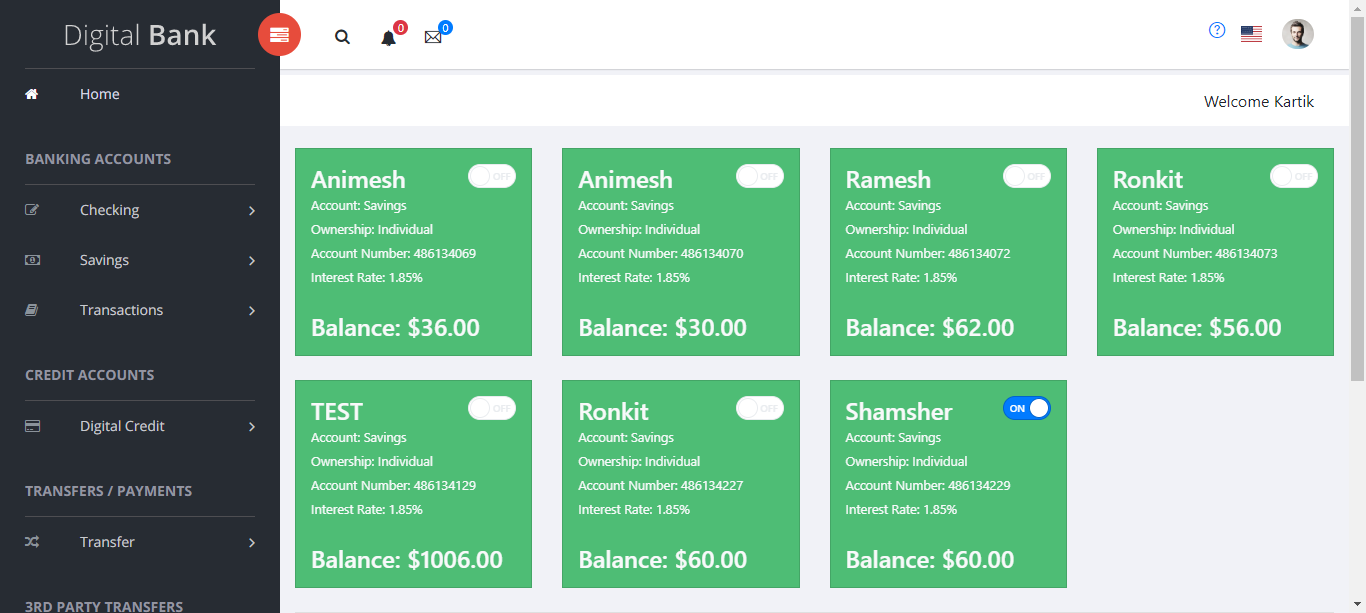 Digital Bank
0
0
Welcome Kartik
Home
BANKING ACCOUNTS
Checking
Savings
Transactions
CREDIT ACCOUNTS
Digital Credit
TRANSFERS / PAYMENTS
Transfer
3RD PARTY TRANSFERS
Animesh
OFF
Account: Savings
Ownership: Individual
Account Number: 486134069
Interest Rate: 1.85%
Balance: $36.00
Animesh
OFF
Account: Savings
Ownership: Individual
Account Number: 486134070
Interest Rate: 1.85%
Balance: $30.00
Ramesh
OFF
Account: Savings
Ownership: Individual
Account Number: 486134072
Interest Rate: 1.85%
Balance: $62.00
Ronkit
OFF
Account: Savings
Ownership: Individual
Account Number: 486134073
Interest Rate: 1.85%
Balance: $56.00
TEST
OFF
Account: Savings
Ownership: Individual
Account Number: 486134129
Interest Rate: 1.85%
Balance: $1006.00
Ronkit
OFF
Account: Savings
Ownership: Individual
Account Number: 486134227
Interest Rate: 1.85%
Balance: $60.00
Shamsher
ON
Account: Savings
Ownership: Individual
Account Number: 486134229
Interest Rate: 1.85%
Balance: $60.00